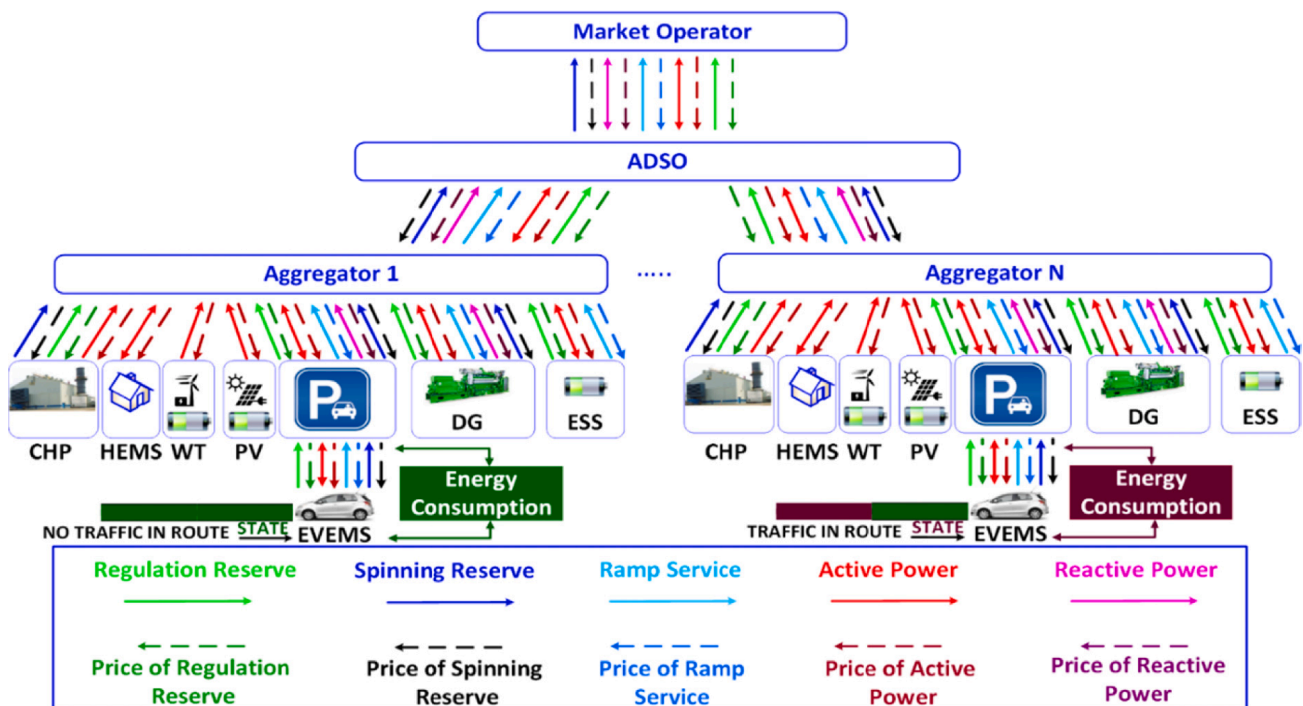 Market Operator
ADSO
Aggregator 1
.....
Aggregator N
P
DG
ESS
CHP
HEMS
WT
PV
Energy
Consumption
NO TRAFFIC IN ROUTE
STATE
EVEMS
P
DG
ESS
CHP
HEMS
WT
PV
Energy
Consumption
TRAFFIC IN ROUTE
STATE
EVEMS
Regulation Reserve
Spinning Reserve
Ramp Service
Active Power
Reactive Power
Price of Regulation
Reserve
Price of Spinning
Reserve
Price of Ramp
Service
Price of Active
Power
Price of Reactive
Power